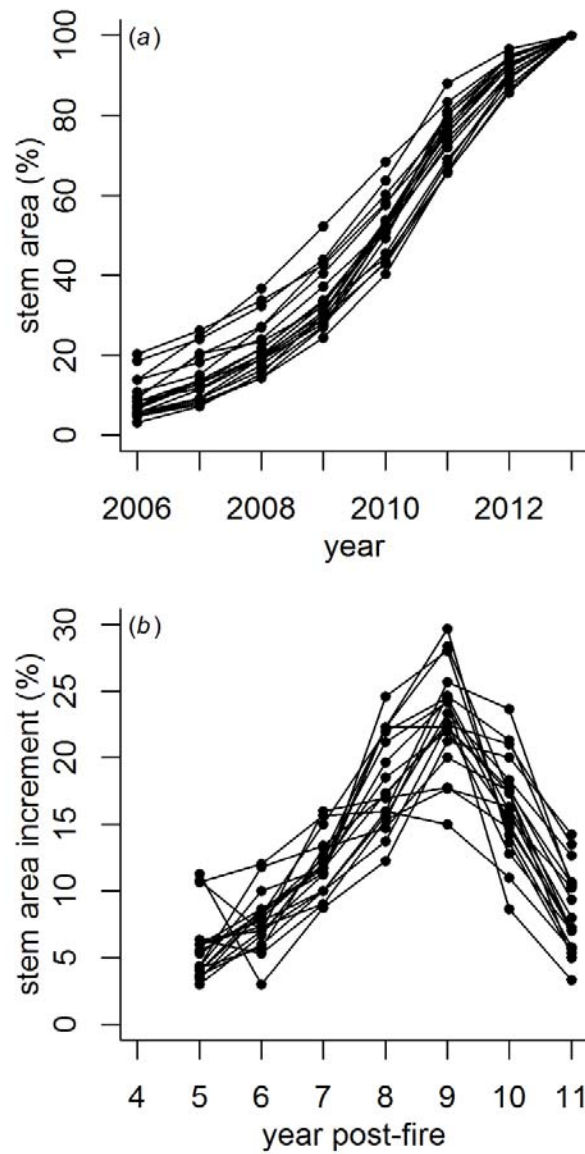 (a)
100
80
60
40
20
0
stem area (%)
2006 2008 2010 2012
year
(b)
30
25
20
15
10
5
0
stem area increment (%)
4 5 6 7 8 9 10 11
year post-fire